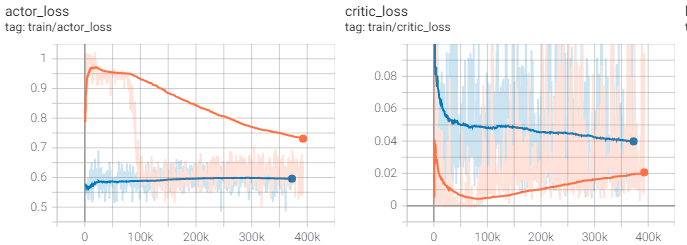 actor_loss
tag: train/actor_loss
1
0.9
0.8
0.7
0.6
0.5
0
100k
200k
300k
400k
critic_loss
tag: train/critic_loss
0.08
0.06
0.04
0.02
0
0
100k
200k
300k
400k